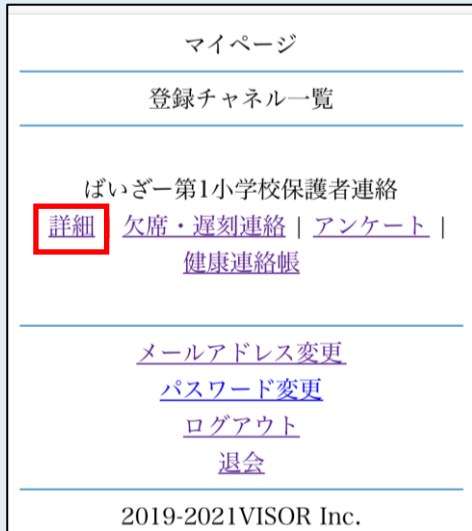 マイページ
登録チャネル一覧
ばいざー第1小学校保護者連絡
詳細 欠席・遅刻連絡 | アンケート |
健康連絡帳
メールアドレス変更
パスワード変更
ログアウト
退会
2019-2021VISOR Inc.